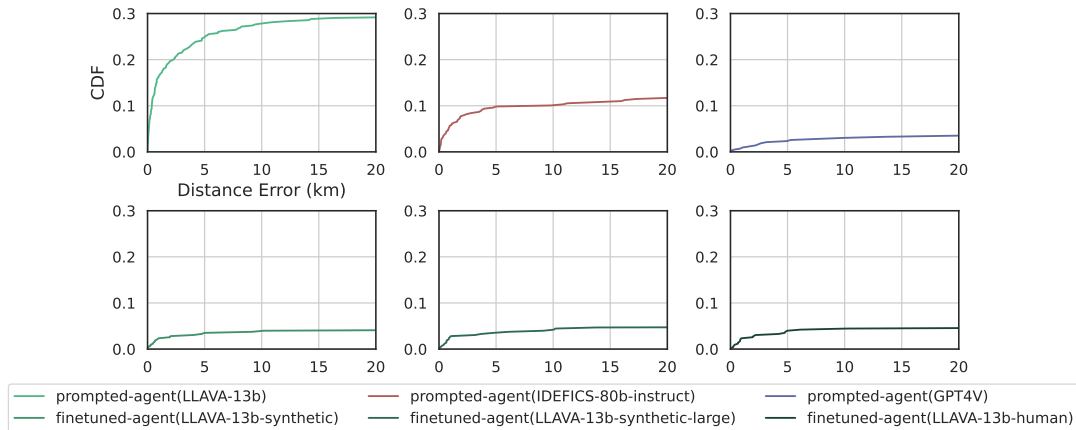 0.3
0.2
0.1
0.0
CDF
0 5 10 15 20
Distance Error (km)
0.3
0.2
0.1
0.0
0 5 10 15 20
0.3
0.2
0.1
0.0
0 5 10 15 20
0.3
0.2
0.1
0.0
0 5 10 15 20
0.3
0.2
0.1
0.0
0 5 10 15 20
0.3
0.2
0.1
0.0
0 5 10 15 20
prompted-agent(LLAVA-13b) prompted-agent(IDEFICS-80b-instruct) prompted-agent(GPT4V)
finetuned-agent(LLAVA-13b-synthetic) finetuned-agent(LLAVA-13b-synthetic-large) finetuned-agent(LLAVA-13b-human)